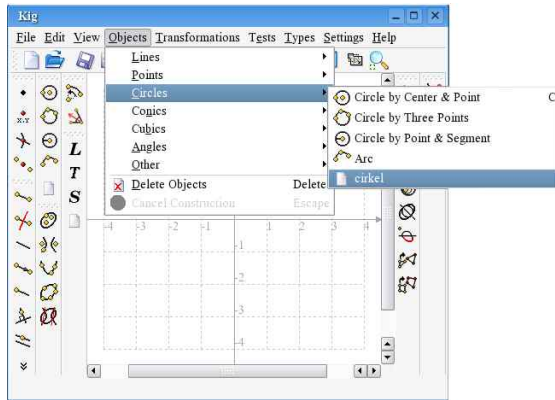 Kig
File Edit View Objects Transformations Tests Types Settings Help
Lines
Points
Circles
Conics
Cubics
Angles
Other
Delete Objects Delete
Cancel Construction Escape
Circle by Center & Point C
Circle by Three Points
Circle by Point & Segment
Arc
cirkel
X.Y
L
T
S
-4 -3 -2 -1 1 2 3 4
-1
-2
-3
-4